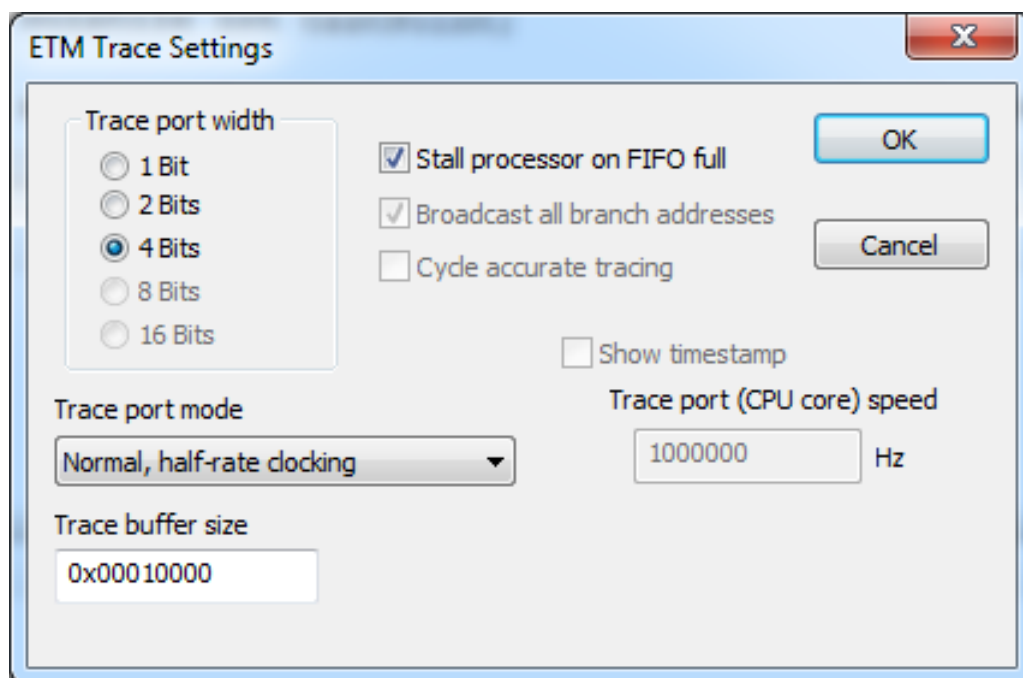 ETM Trace Settings
Trace port width
1 Bit
2 Bits
4 Bits
8 Bits
16 Bits
Stall processor on FIFO full
Broadcast all branch addresses
Cycle accurate tracing
OK
Cancel
Show timestamp
Trace port mode
Normal, half-rate clocking
Trace port (CPU core) speed
1000000 Hz
Trace buffer size
0x00010000